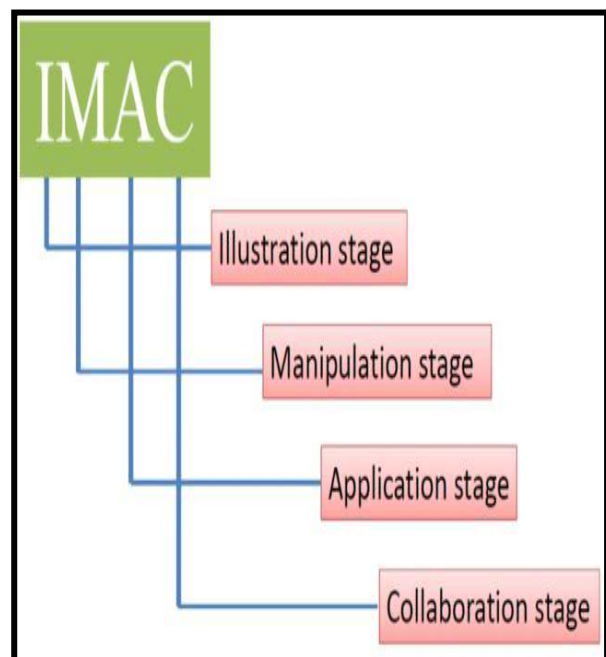 IMAC
Illustration stage
Manipulation stage
Application stage
Collaboration stage